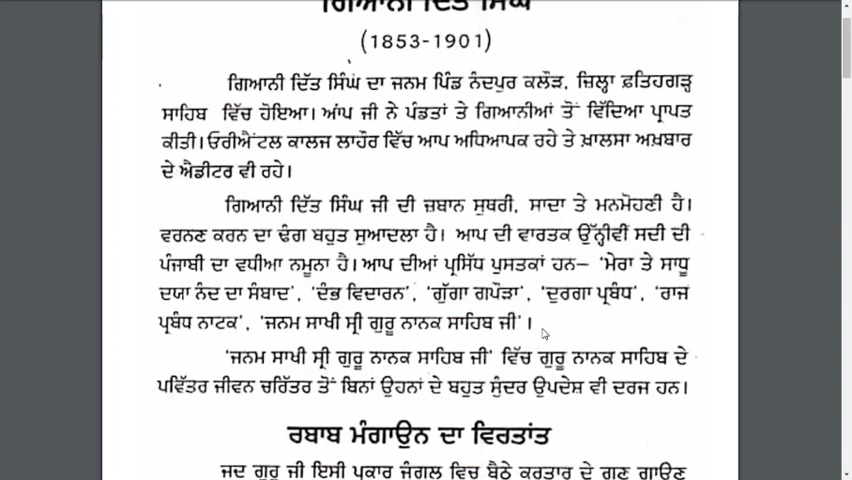 ਗਿਆਨੀ ਦਿੱਤ ਸਿੰਘ
(1853-1901)
ਗਿਆਨੀ ਦਿੱਤ ਸਿੰਘ ਦਾ ਜਨਮ ਪਿੰਡ ਨੰਦਪੁਰ ਕਲੌੜ, ਜ਼ਿਲ੍ਹਾ ਫ਼ਤਿਹਗੜ੍ਹ
ਸਾਹਿਬ ਵਿੱਚ ਹੋਇਆ। ਆਂਪ ਜੀ ਨੇ ਪੰਡਤਾਂ ਤੇ ਗਿਆਨੀਆਂ ਤੋਂ ਵਿੱਦਿਆ ਪ੍ਰਾਪਤ
ਕੀਤੀ। ਓਰੀਐਂਟਲ ਕਾਲਜ ਲਾਹੌਰ ਵਿੱਚ ਆਪ ਅਧਿਆਪਕ ਰਹੇ ਤੇ ਖ਼ਾਲਸਾ ਅਖ਼ਬਾਰ
ਦੇ ਐਡੀਟਰ ਵੀ ਰਹੇ।
ਗਿਆਨੀ ਦਿੱਤ ਸਿੰਘ ਜੀ ਦੀ ਜ਼ਬਾਨ ਸੁਥਰੀ, ਸਾਦਾ ਤੇ ਮਨਮੋਹਣੀ ਹੈ।
ਵਰਨਣ ਕਰਨ ਦਾ ਢੰਗ ਬਹੁਤ ਸੁਆਦਲਾ ਹੈ। ਆਪ ਦੀ ਵਾਰਤਕ ਉੱਨ੍ਹੀਵੀਂ ਸਦੀ ਦੀ
ਪੰਜਾਬੀ ਦਾ ਵਧੀਆ ਨਮੂਨਾ ਹੈ। ਆਪ ਦੀਆਂ ਪ੍ਰਸਿੱਧ ਪੁਸਤਕਾਂ ਹਨ– 'ਮੇਰਾ ਤੇ ਸਾਧੂ
ਦਯਾ ਨੰਦ ਦਾ ਸੰਬਾਦ', 'ਦੰਭ ਵਿਦਾਰਨ', 'ਗੁੱਗਾ ਗਪੌੜਾ', 'ਦੁਰਗਾ ਪ੍ਰਬੰਧ', 'ਰਾਜ
ਪ੍ਰਬੰਧ ਨਾਟਕ', 'ਜਨਮ ਸਾਖੀ ਸ੍ਰੀ ਗੁਰੂ ਨਾਨਕ ਸਾਹਿਬ ਜੀ'।
'ਜਨਮ ਸਾਖੀ ਸ੍ਰੀ ਗੁਰੂ ਨਾਨਕ ਸਾਹਿਬ ਜੀ' ਵਿੱਚ ਗੁਰੂ ਨਾਨਕ ਸਾਹਿਬ ਦੇ
ਪਵਿੱਤਰ ਜੀਵਨ ਚਰਿੱਤਰ ਤੋਂ ਬਿਨਾਂ ਉਹਨਾਂ ਦੇ ਬਹੁਤ ਸੁੰਦਰ ਉਪਦੇਸ਼ ਵੀ ਦਰਜ ਹਨ।
ਰਬਾਬ ਮੰਗਾਉਨ ਦਾ ਵਿਰਤਾਂਤ
ਜਦ ਗੁਰੂ ਜੀ ਇਸੀ ਪ੍ਰਕਾਰ ਜੰਗਲ ਵਿਚ ਬੈਠੇ ਕਰਤਾਰ ਦੇ ਗੁਣ ਗਾਉਣ